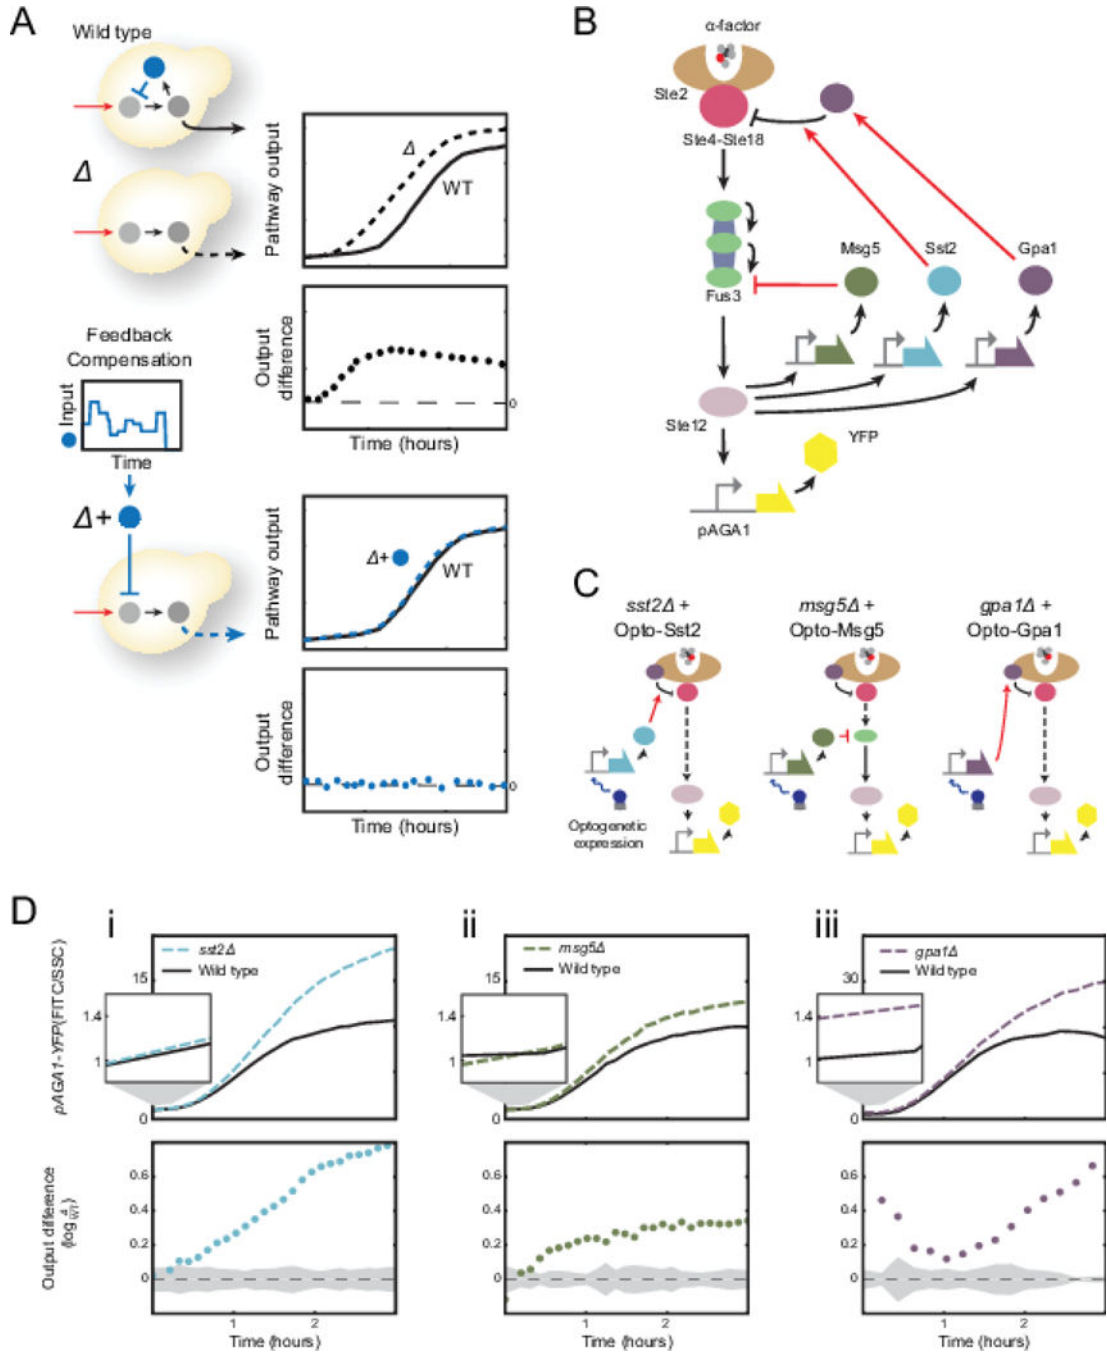 A
Wild type
Δ
Pathway output
Δ
WT
Output
difference
0
Time (hours)
Feedback
Compensation
Input
Time
Δ+
Pathway output
Δ+
WT
Output
difference
0
Time (hours)
B
α-factor
Ste2
Ste4-Ste18
Msg5
Sst2
Gpa1
Fus3
Ste12
YFP
pAGA1
C
sst2Δ +
Opto-Sst2
msg5Δ +
Opto-Msg5
gpa1Δ +
Opto-Gpa1
Optogenetic
expression
D
i
ii
iii
pAGA1-YFP(FITC/SSC)
sst2Δ
Wild type
15
1.4
1
0
msg5Δ
Wild type
15
1.4
1
0
gpa1Δ
Wild type
30
1.4
1
0
Output difference
(log Δ/WT)
0.6
0.4
0.2
0
1
2
Time (hours)
0.6
0.4
0.2
0
1
2
Time (hours)
0.6
0.4
0.2
0
1
2
Time (hours)